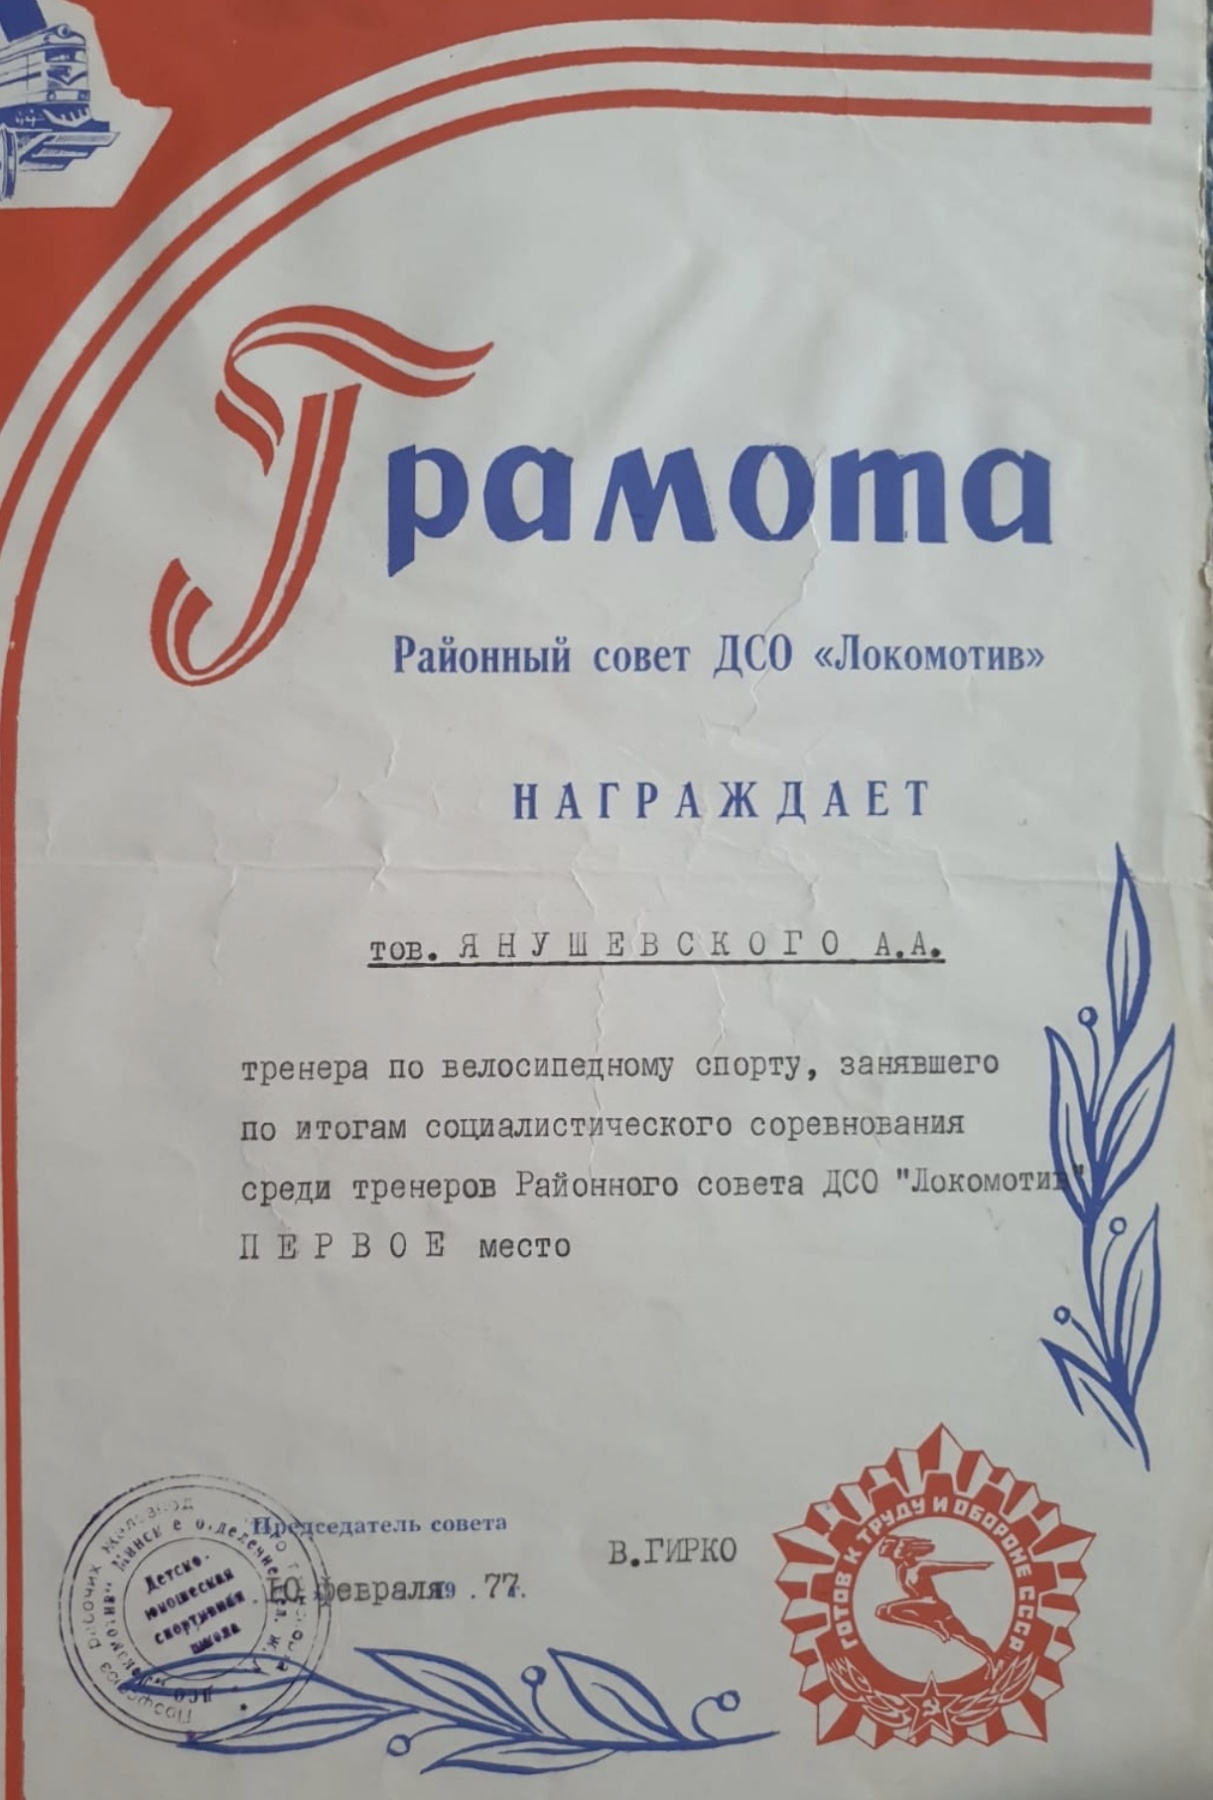 Грамота
Районный совет ДСО «Локомотив»
НАГРАЖДАЕТ
тов. ЯНУШЕВСКОГО А.А.
тренера по велосипедному спорту, занявшего
по итогам социалистического соревнования
среди тренеров Районного совета ДСО "Локомотив"
ПЕРВОЕ место
Председатель совета
В.ГИРКО
10 февраля 19 77 г.
Детско-
юношеская
спортивная
школа
ГОТОВ К ТРУДУ И ОБОРОНЕ СССР